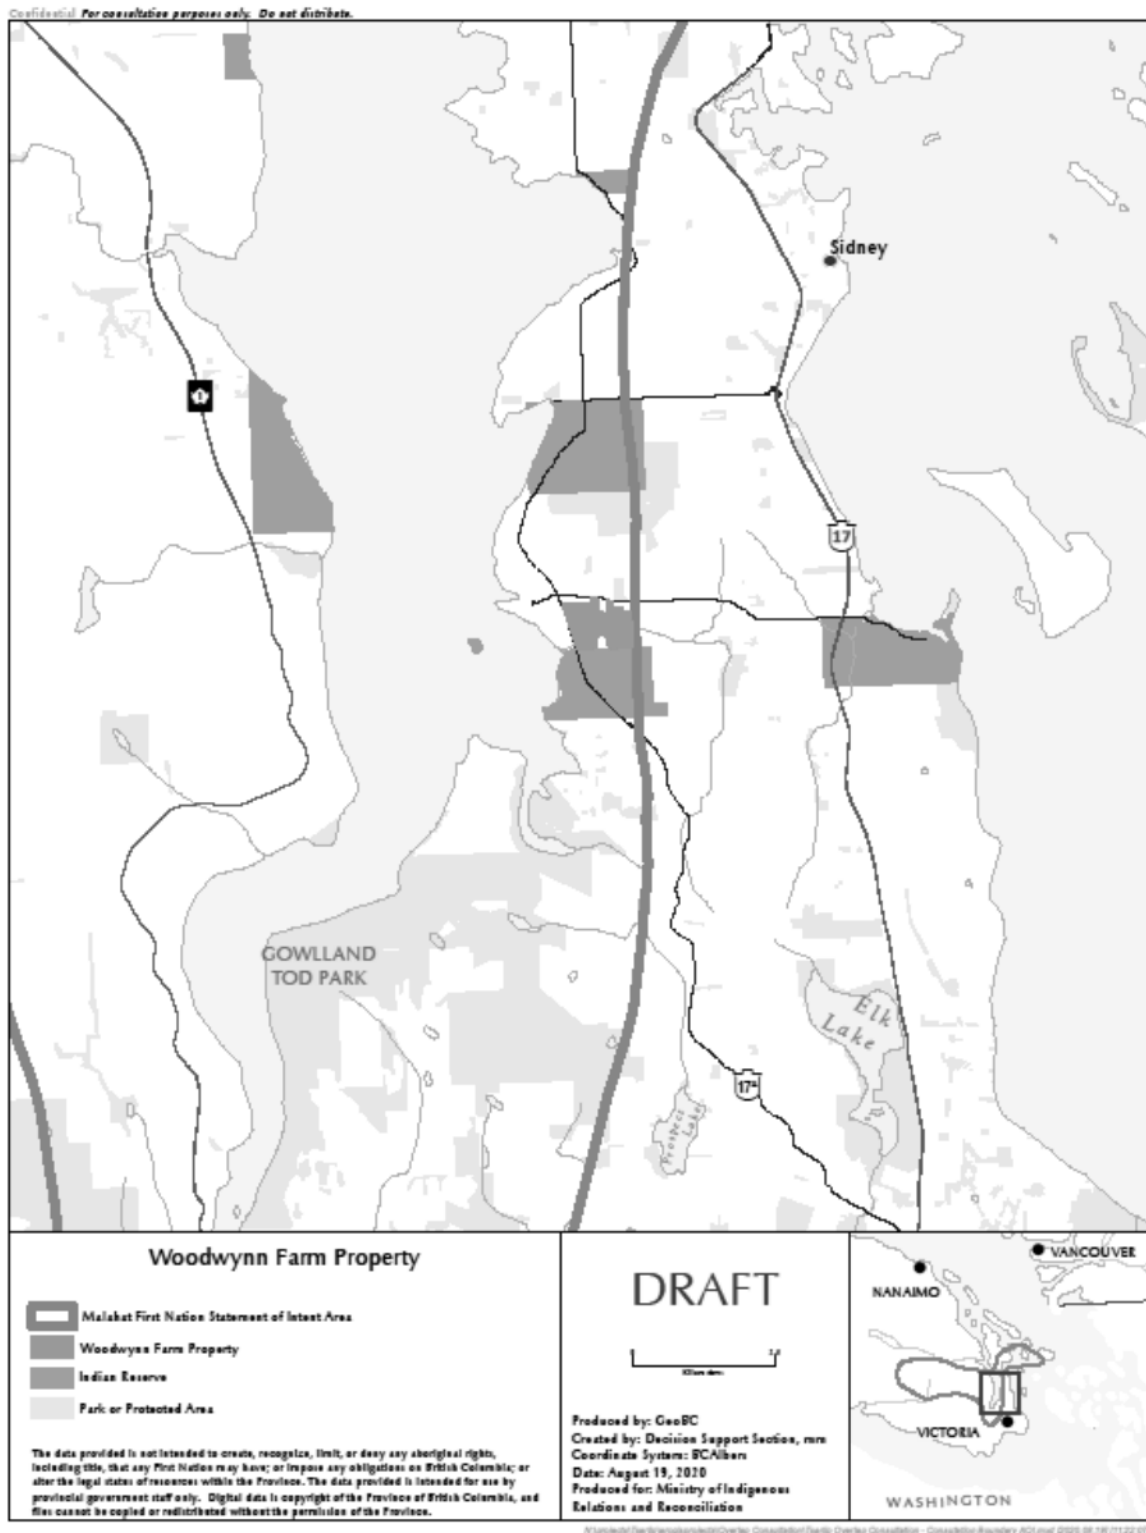 Confidential For consultation purposes only. Do not distribute.
Sidney
1
17
GOWLLAND
TOD PARK
Elk
Lake
17A
Prospect
Lake
Woodwynn Farm Property
Malahat First Nation Statement of Intent Area
Woodwynn Farm Property
Indian Reserve
Park or Protected Area
The data provided is not intended to create, recognize, limit, or deny any aboriginal rights,
including title, that any First Nation may have; or impose any obligations on British Columbia; or
alter the legal status of resources within the Province. The data provided is intended for use by
provincial government staff only. Digital data is copyright of the Province of British Columbia, and
files cannot be copied or redistributed without the permission of the Province.
DRAFT
Kilometers
Produced by: GeoBC
Created by: Decision Support Section, mm
Coordinate System: BCAlbers
Date: August 19, 2020
Produced for: Ministry of Indigenous
Relations and Reconciliation
VANCOUVER
NANAIMO
VICTORIA
WASHINGTON